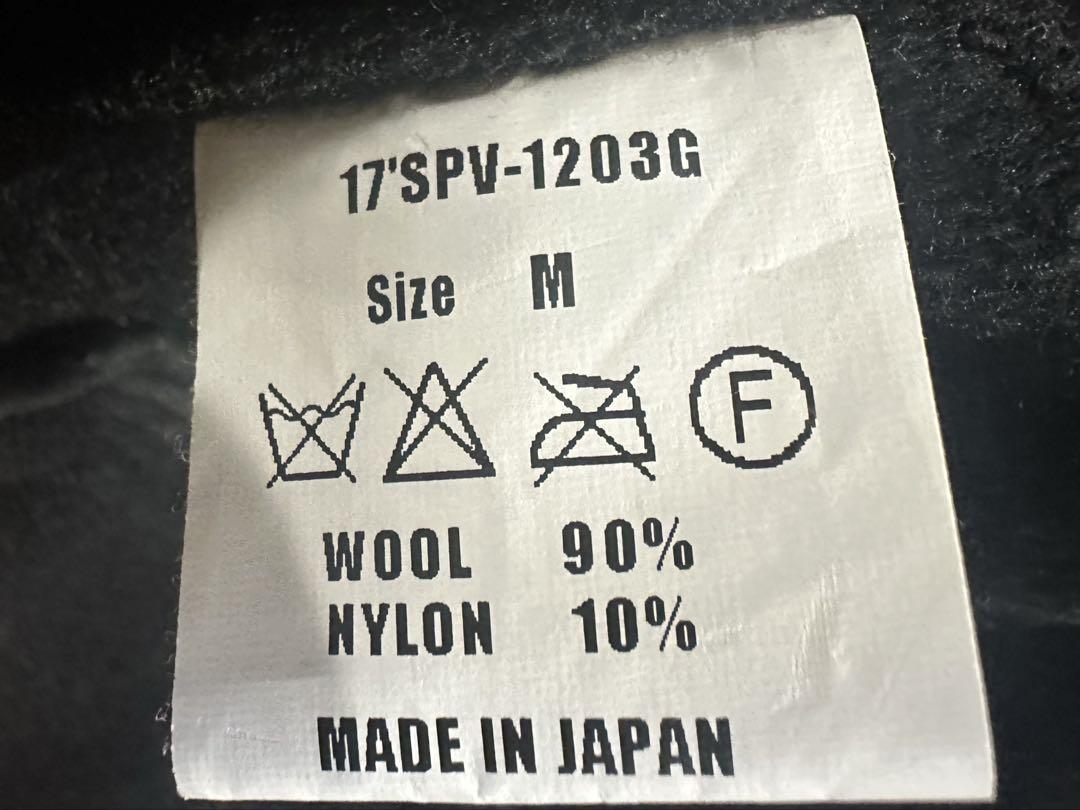 17'SPV-1203G
Size M
F
WOOL 90%
NYLON 10%
MADE IN JAPAN